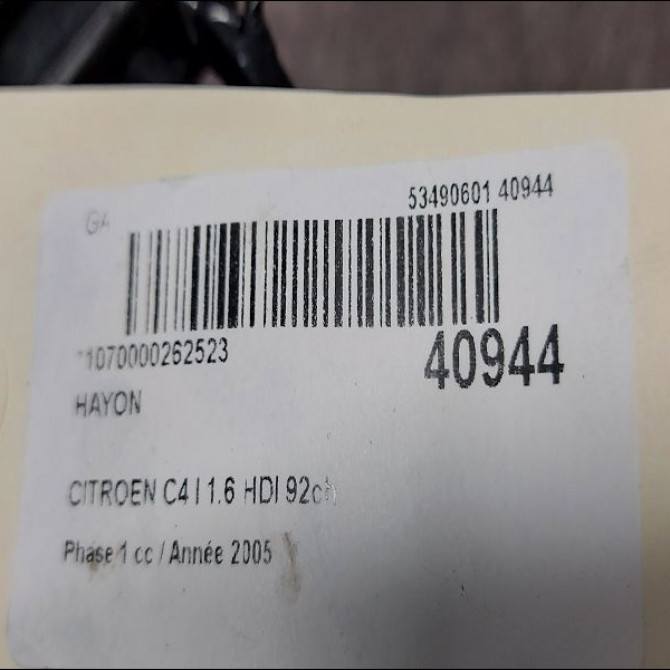 53490601 40944
*1070000262523
40944
HAYON
CITROEN C4 I 1.6 HDI 92ch
Phase 1 cc / Année 2005